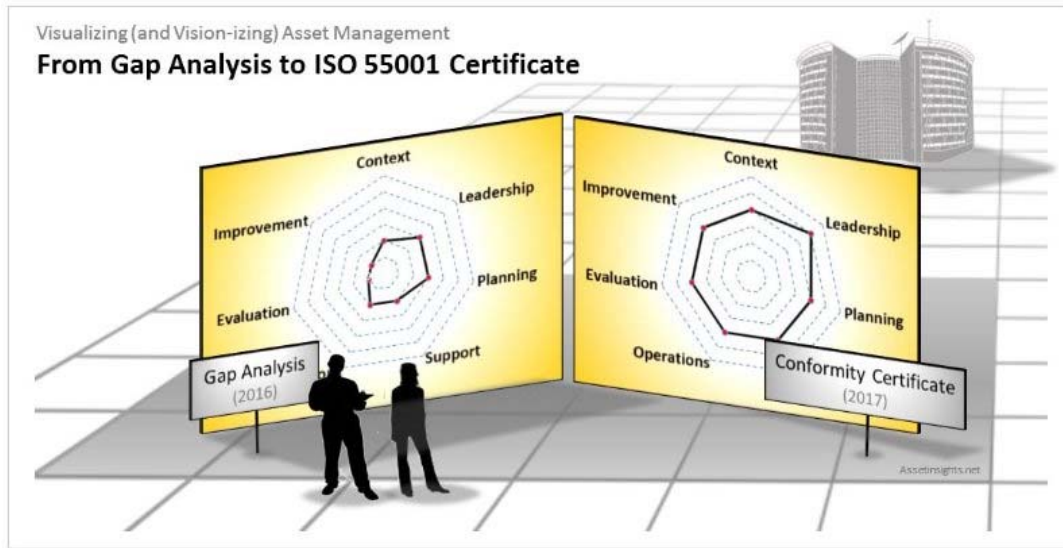 Visualizing (and Vision-izing) Asset Management
From Gap Analysis to ISO 55001 Certificate
Context
Leadership
Planning
Support
Evaluation
Improvement
Gap Analysis
(2016)
Context
Leadership
Planning
Operations
Evaluation
Improvement
Conformity Certificate
(2017)
Assetinsights.net